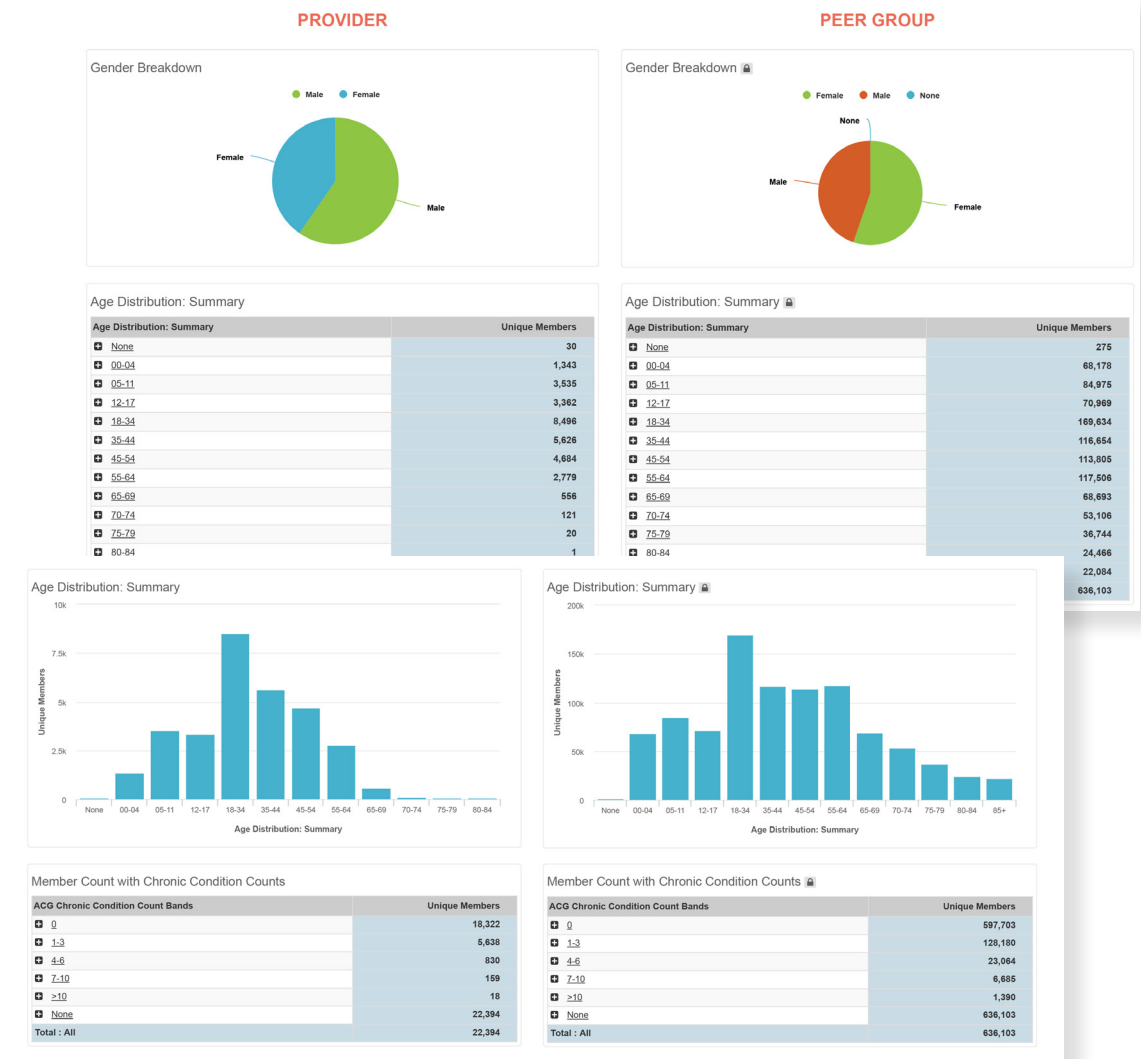 PROVIDER
PEER GROUP
Gender Breakdown
Male Female
Female
Male
Gender Breakdown
Female Male None
None
Male
Female
Age Distribution: Summary
Age Distribution: Summary Unique Members
None 30
00-04 1,343
05-11 3,535
12-17 3,362
18-34 8,496
35-44 5,626
45-54 4,684
55-64 2,779
65-69 556
70-74 121
75-79 20
80-84 1
Age Distribution: Summary
Age Distribution: Summary Unique Members
None 275
00-04 68,178
05-11 84,975
12-17 70,969
18-34 169,634
35-44 116,654
45-54 113,805
55-64 117,506
65-69 68,693
70-74 53,106
75-79 36,744
80-84 24,466
22,084
636,103
Age Distribution: Summary
10k
7.5k
5k
2.5k
0
Unique Members
None 00-04 05-11 12-17 18-34 35-44 45-54 55-64 65-69 70-74 75-79 80-84
Age Distribution: Summary
Age Distribution: Summary
200k
150k
100k
50k
0
Unique Members
None 00-04 05-11 12-17 18-34 35-44 45-54 55-64 65-69 70-74 75-79 80-84 85+
Age Distribution: Summary
Member Count with Chronic Condition Counts
ACG Chronic Condition Count Bands Unique Members
0 18,322
1-3 5,638
4-6 830
7-10 159
>10 18
None 22,394
Total : All 22,394
Member Count with Chronic Condition Counts
ACG Chronic Condition Count Bands Unique Members
0 597,703
1-3 128,180
4-6 23,064
7-10 6,685
>10 1,390
None 636,103
Total : All 636,103